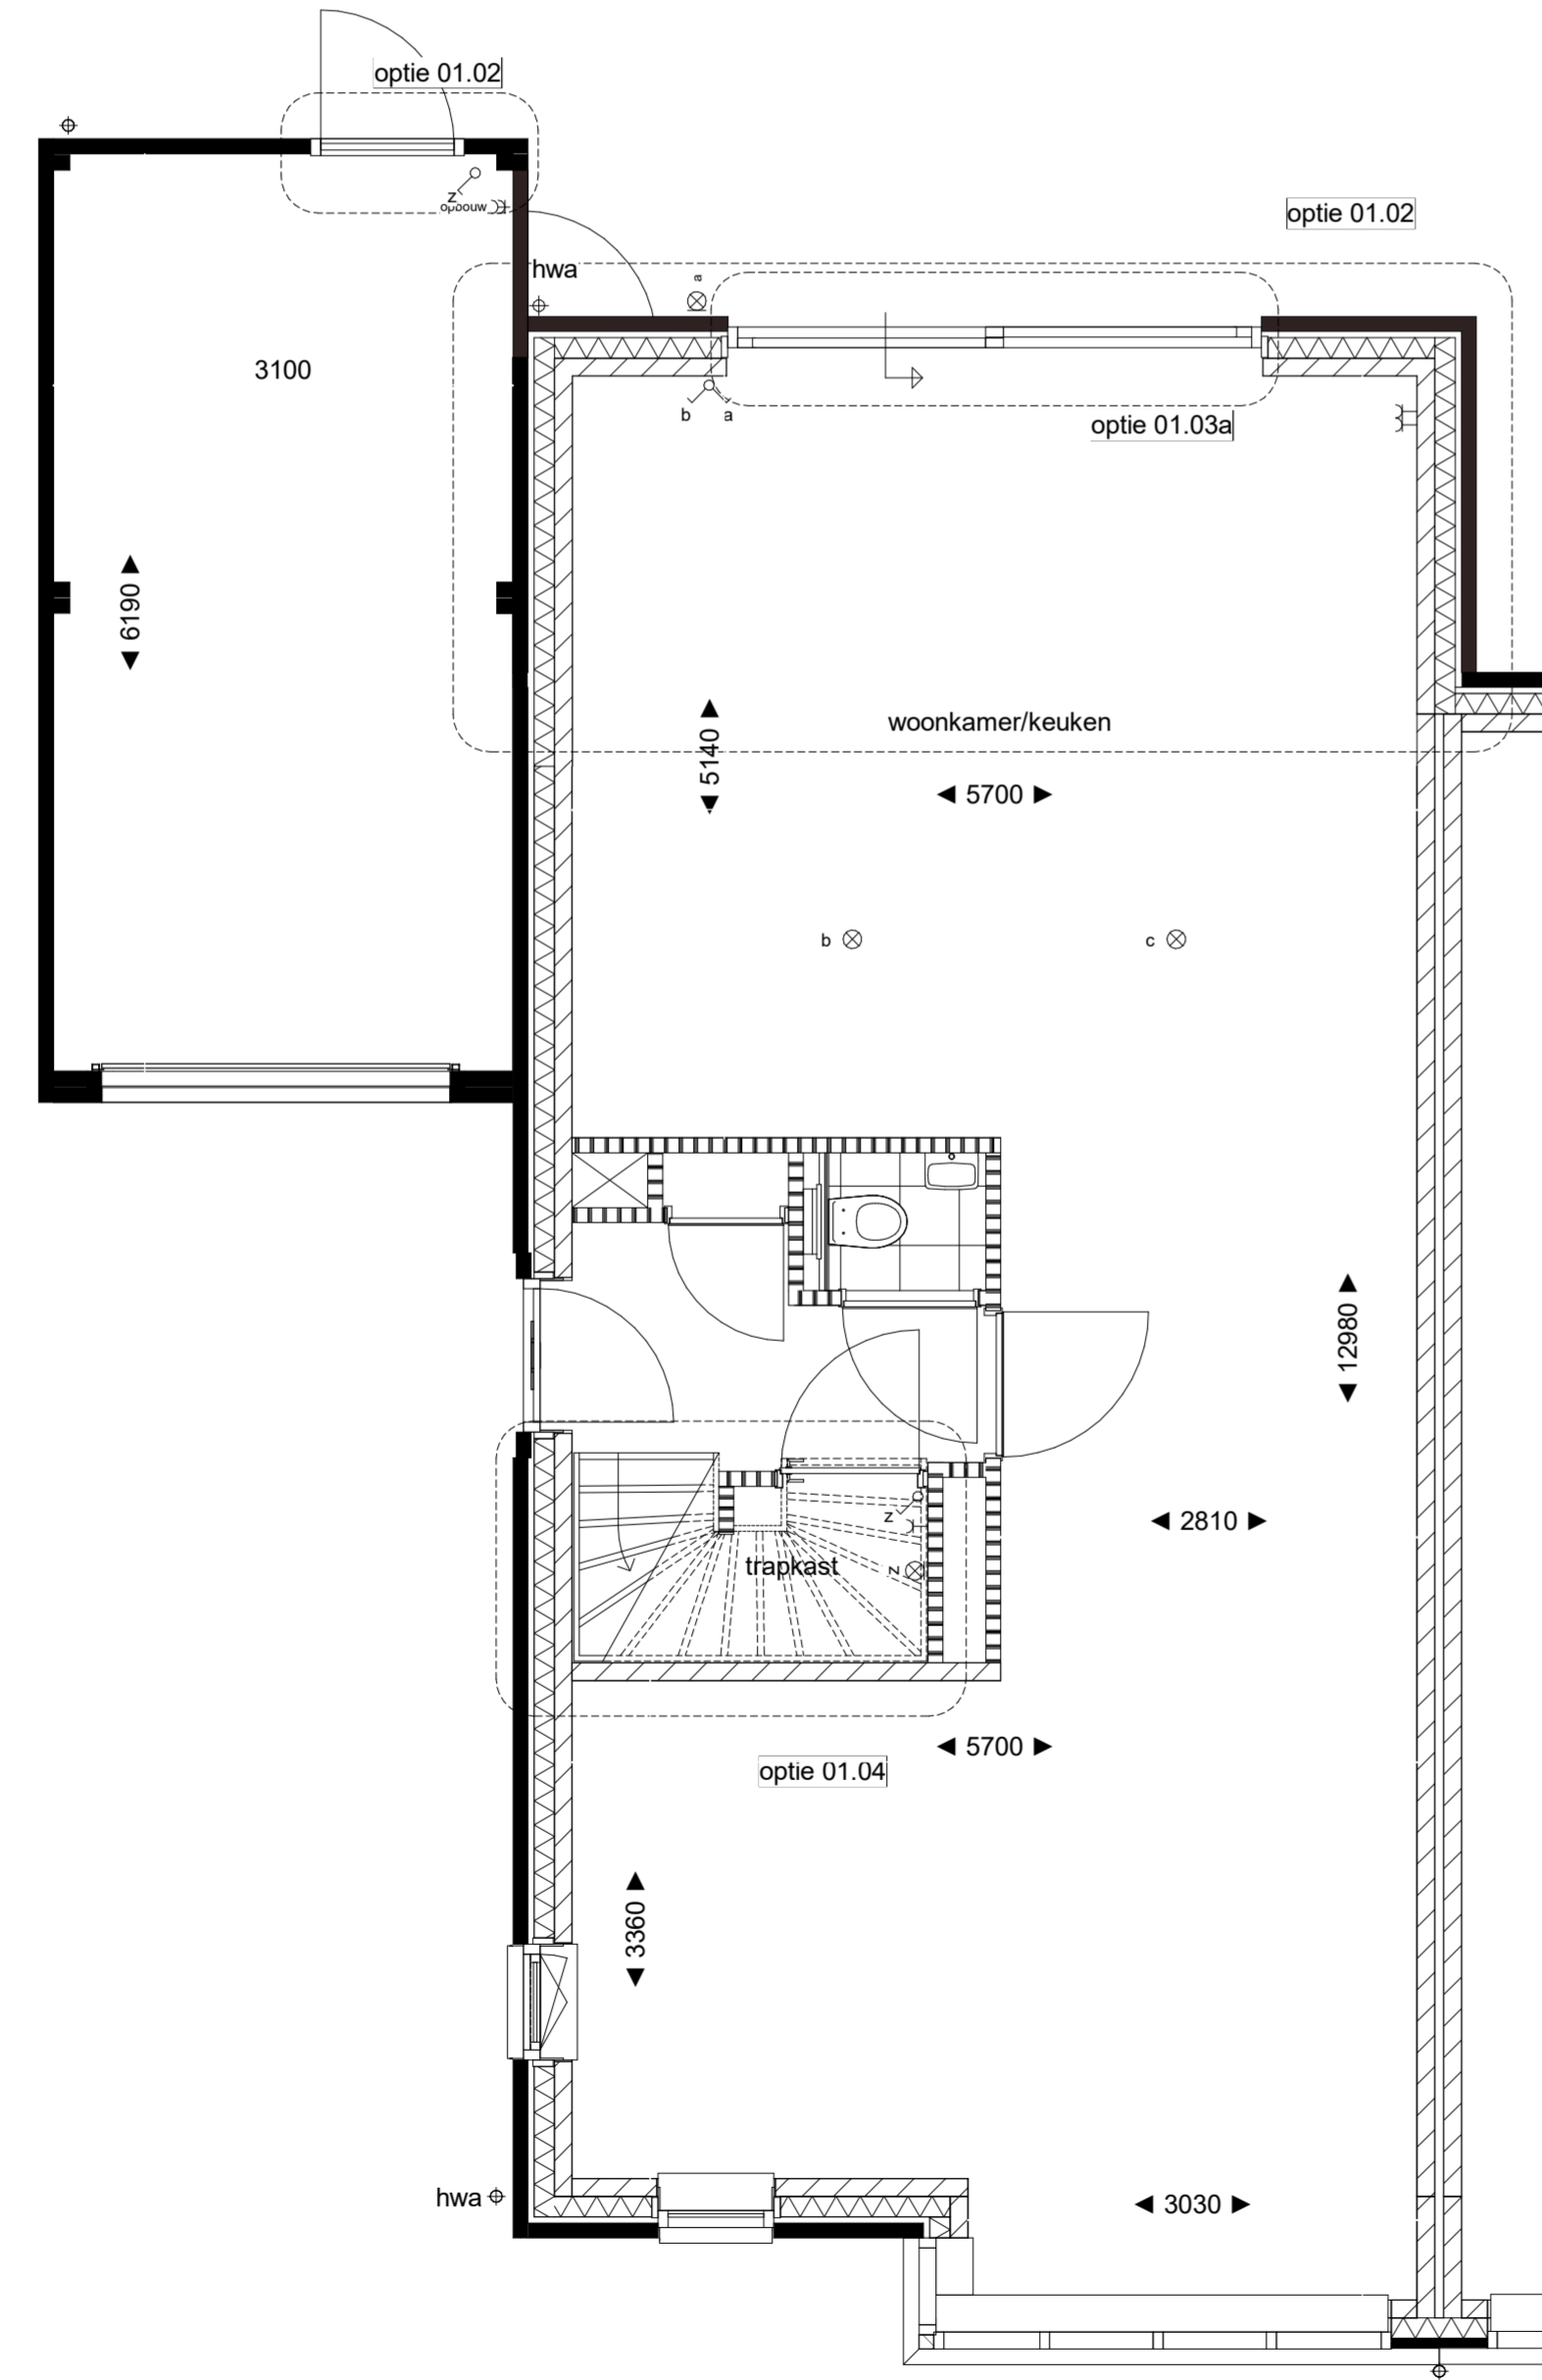 optie 01.02
z
opbouw
optie 01.02
hwa
a
3100
b
a
optie 01.03a
6190
woonkamer/keuken
5140
5700
b
c
12980
2810
z
trapkast
z
5700
optie 01.04
3360
hwa
3030